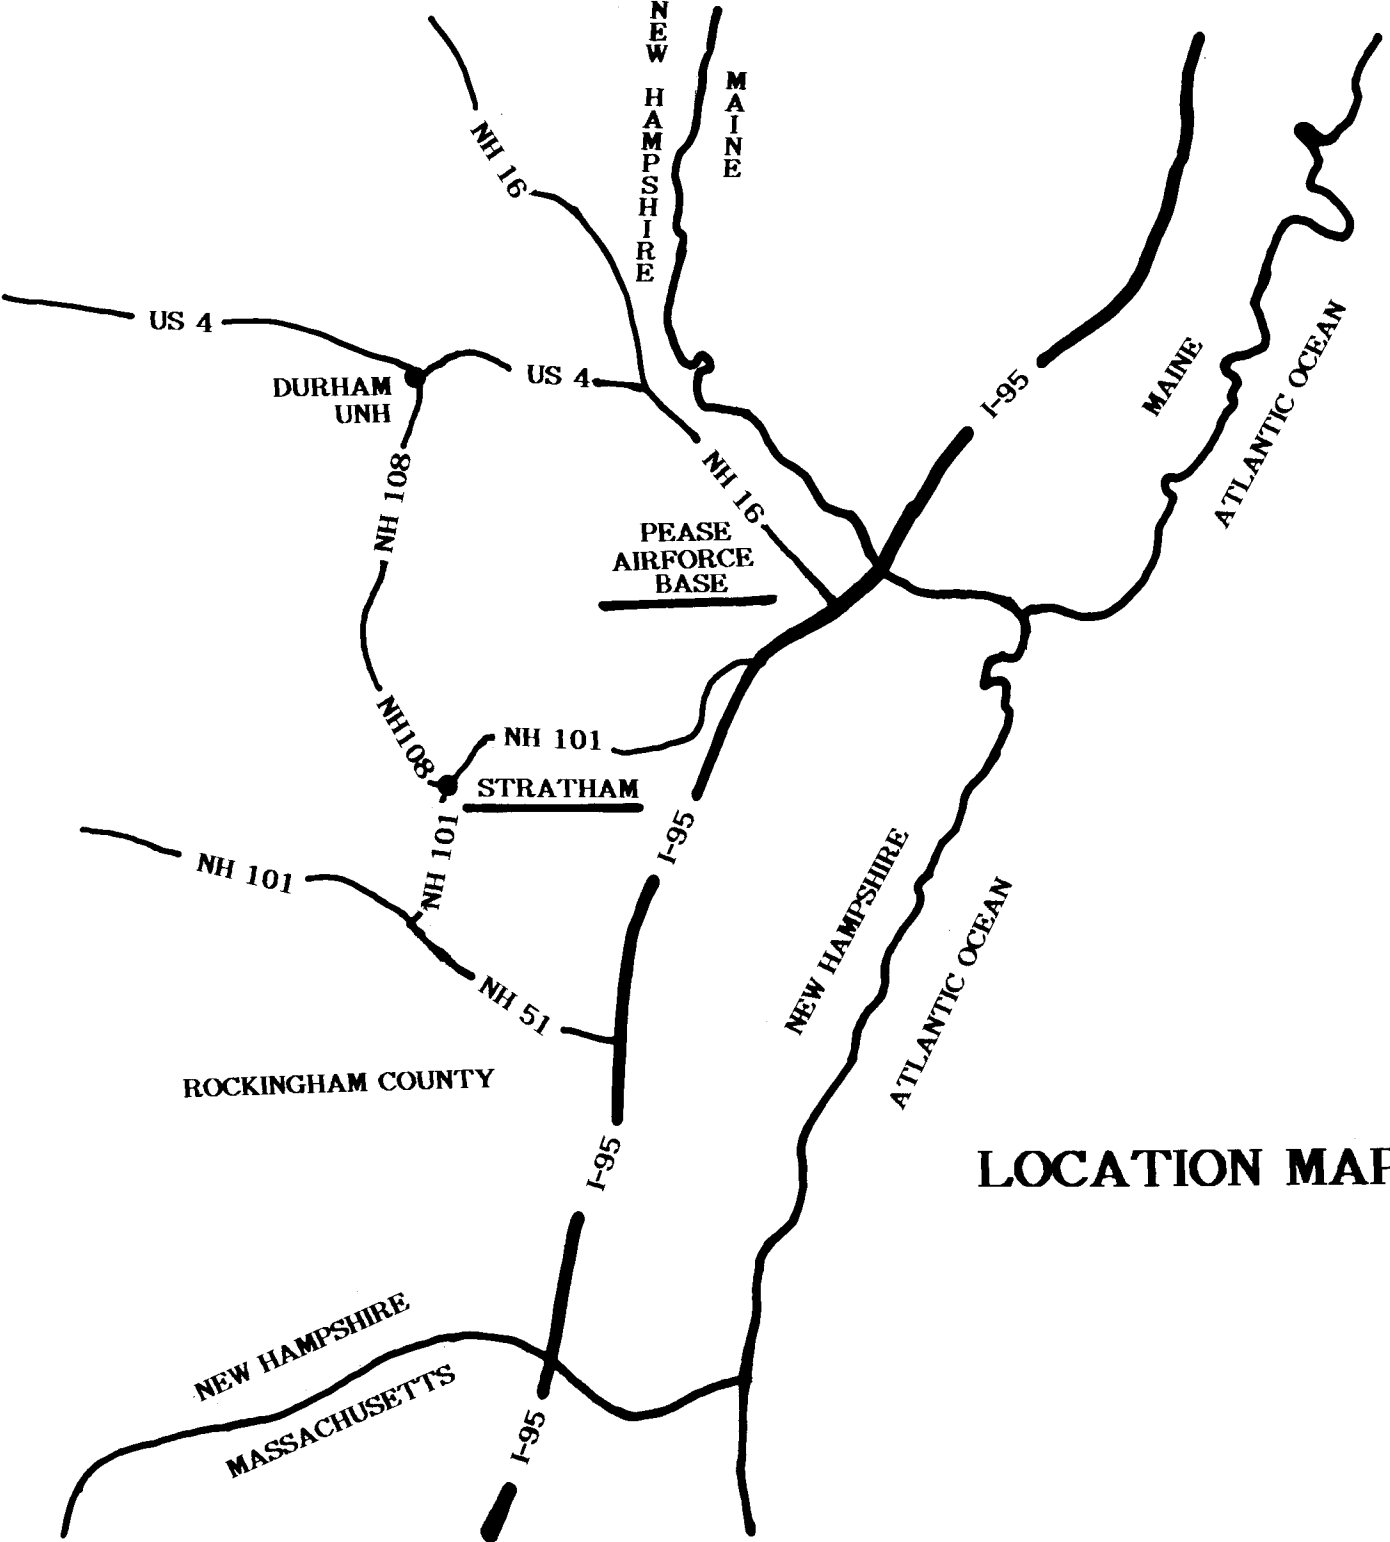 NEW HAMPSHIRE
MAINE
NH 16
US 4
US 4
DURHAM
UNH
I-95
MAINE
ATLANTIC OCEAN
NH 108
NH 16
PEASE
AIRFORCE
BASE
NH108
NH 101
STRATHAM
NH 101
NH 101
I-95
NEW HAMPSHIRE
ATLANTIC OCEAN
NH 51
ROCKINGHAM COUNTY
I-95
LOCATION MAP
NEW HAMPSHIRE
MASSACHUSETTS
I-95